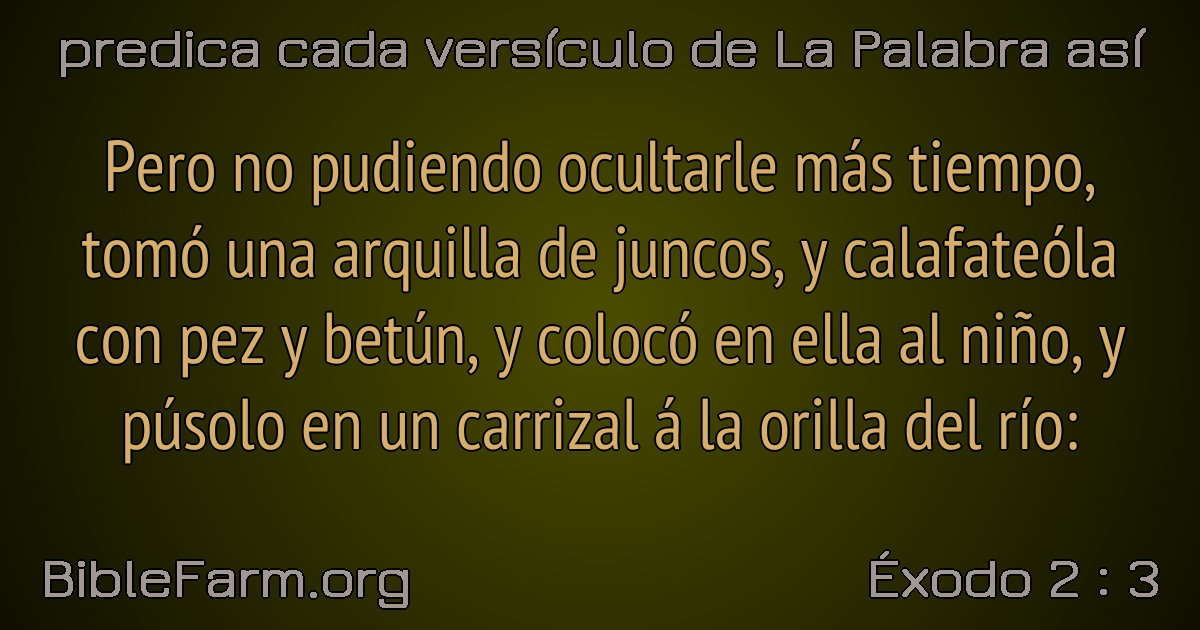 predica cada versículo de La Palabra así
Pero no pudiendo ocultarle más tiempo,
tomó una arquilla de juncos, y calafateóla
con pez y betún, y colocó en ella al niño, y
púsolo en un carrizal á la orilla del río:
BibleFarm.org
Éxodo 2 : 3